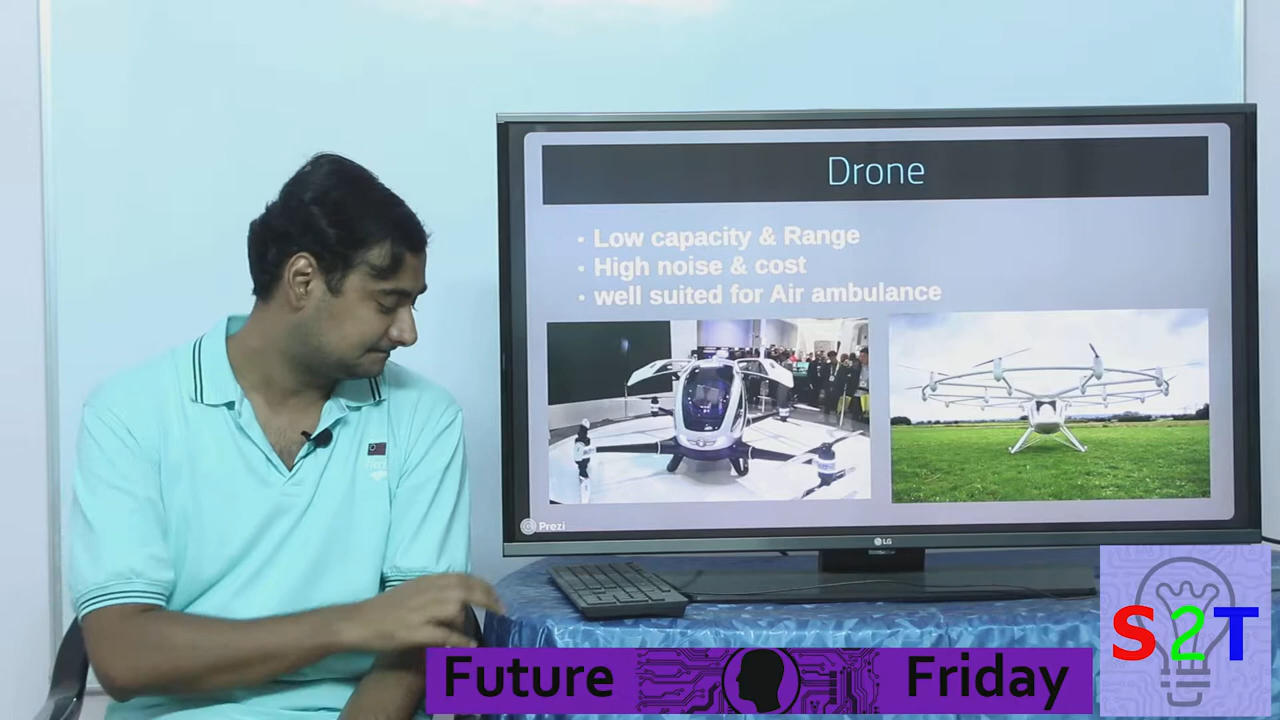 Drone
• Low capacity & Range
• High noise & cost
• well suited for Air ambulance
Prezi
LG
S2T
Future Friday